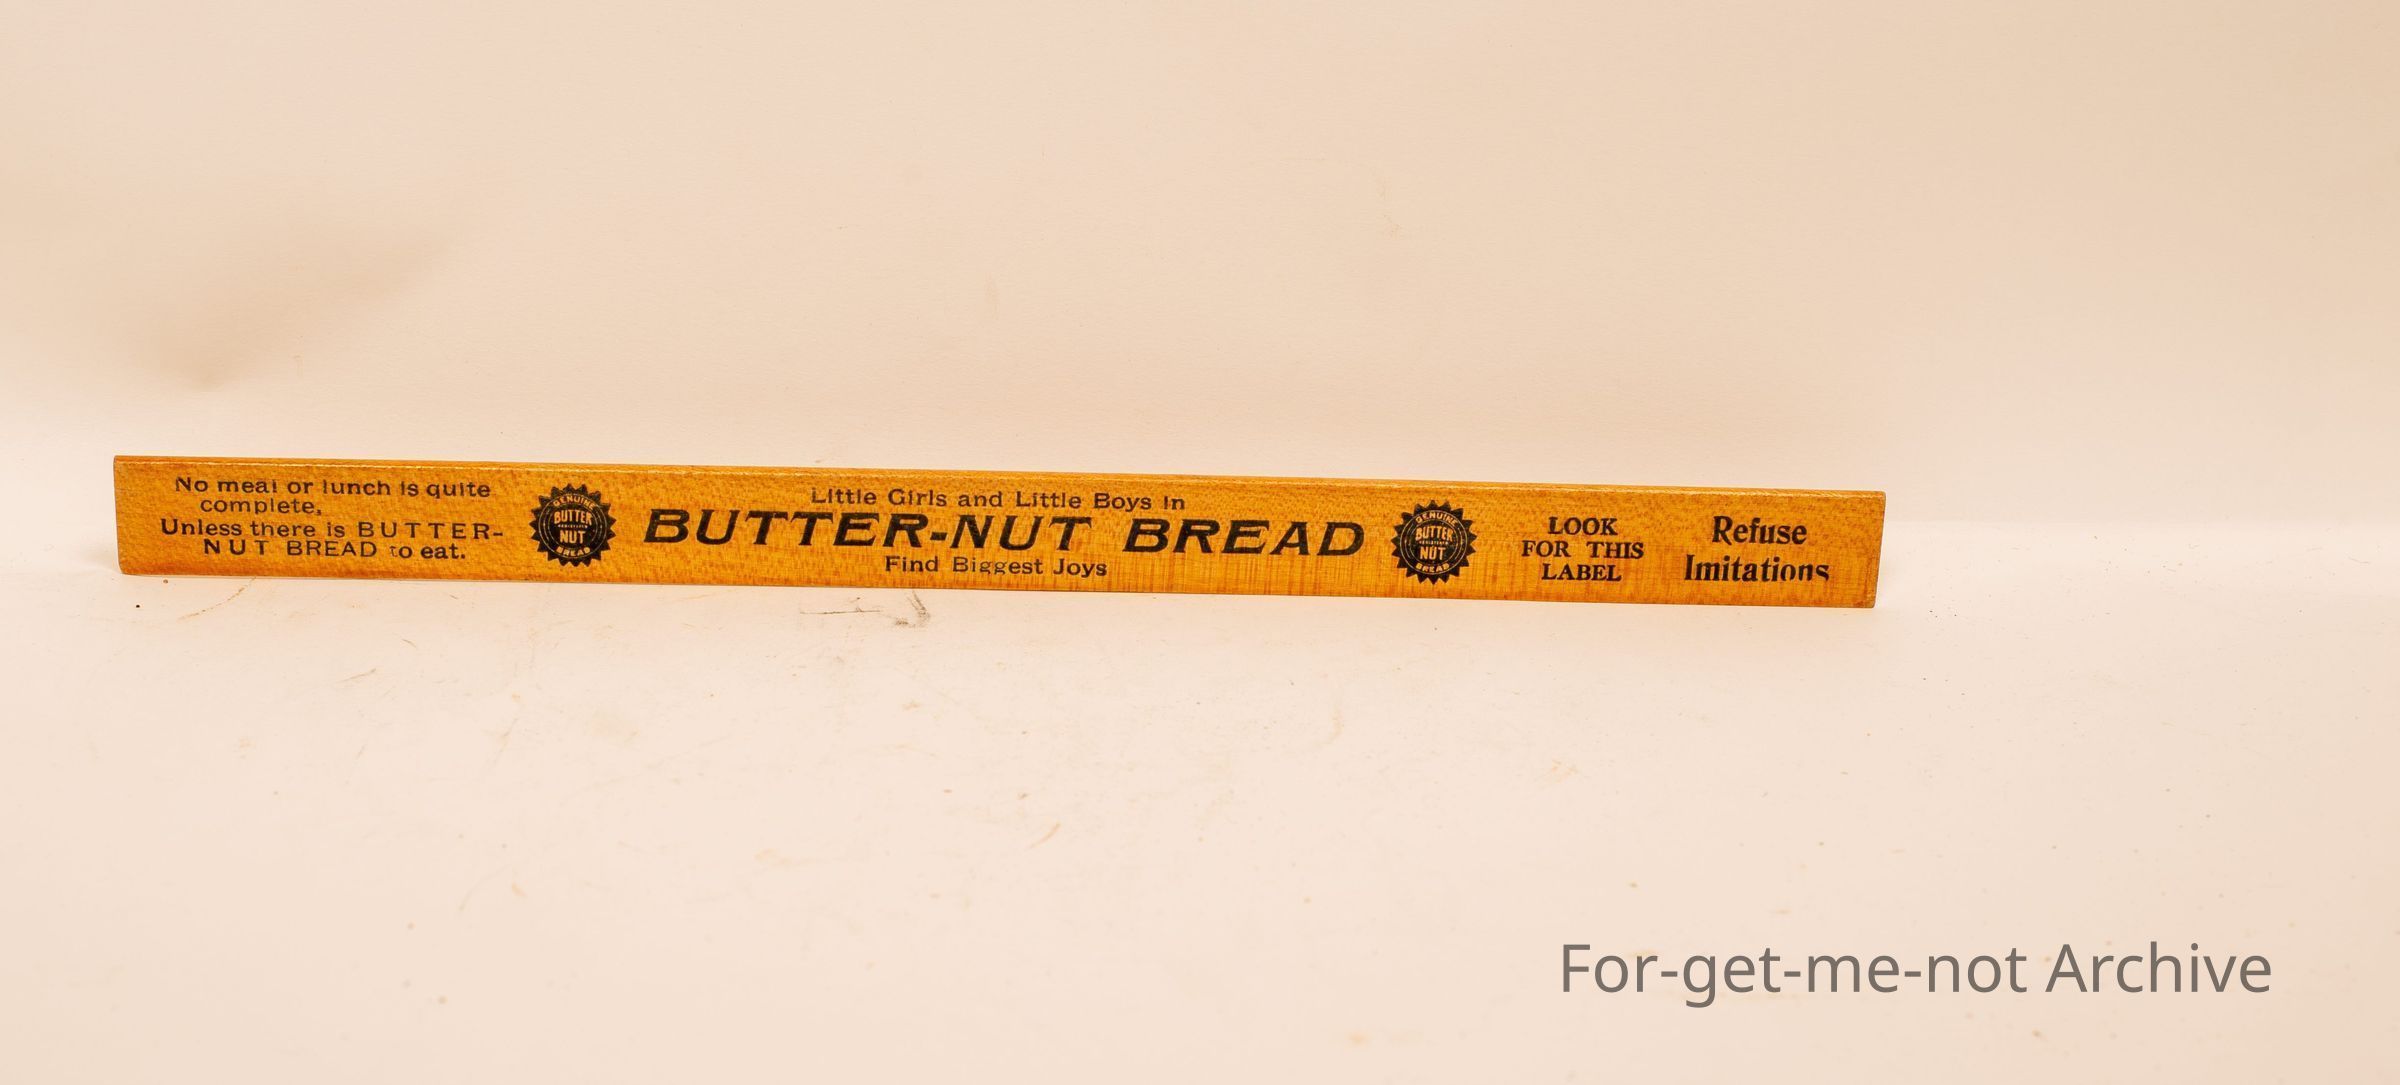 No meal or lunch is quite
complete,
Unless there is BUTTER-
NUT BREAD to eat.
GENUINE
BUTTER
REGISTERED
NUT
BREAD
Little Girls and Little Boys in
BUTTER-NUT BREAD
Find Biggest Joys
GENUINE
BUTTER
REGISTERED
NUT
BREAD
LOOK
FOR THIS
LABEL
Refuse
Imitations
For-get-me-not Archive